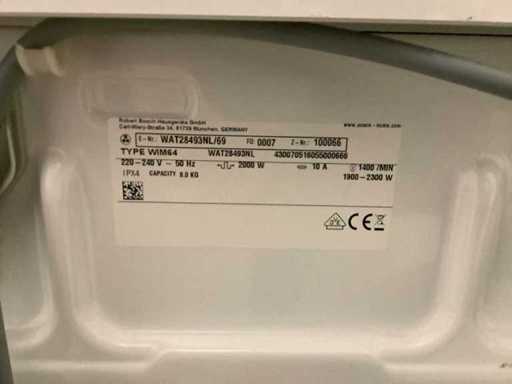 Robert Bosch Hausgeräte GmbH
Carl-Wery-Straße 34, 81739 München, GERMANY
E - Nr.: WAT28493NL/69 FD 0007 Z - Nr.: 100066
TYPE WIM64 WAT28493NL 430070516055000666
220-240 V ~ 50 Hz 2000 W 10 A 1400 /MIN
IPX4 CAPACITY 8.0 KG 1900 - 2300 W
CE